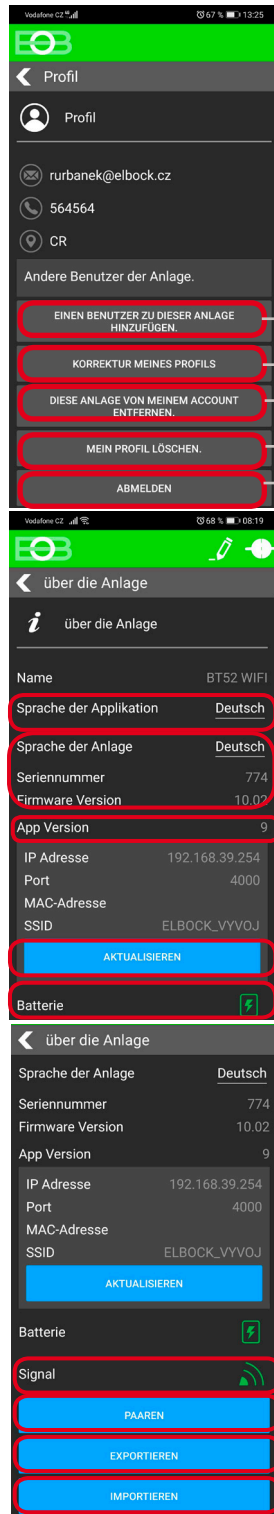 Vodafone CZ 67 % 13:25
EOB
Profil
Profil
rurbanek@elbock.cz
564564
CR
Andere Benutzer der Anlage.
EINEN BENUTZER ZU DIESER ANLAGE
HINZUFÜGEN.
KORREKTUR MEINES PROFILS
DIESE ANLAGE VON MEINEM ACCOUNT
ENTFERNEN.
MEIN PROFIL LÖSCHEN.
ABMELDEN
Vodafone CZ 68 % 08:19
EOB
über die Anlage
i über die Anlage
Name BT52 WIFI
Sprache der Applikation Deutsch
Sprache der Anlage Deutsch
Seriennummer 774
Firmware Version 10.02
App Version 9
IP Adresse 192.168.39.254
Port 4000
MAC-Adresse
SSID ELBOCK_VYVOJ
AKTUALISIEREN
Batterie
über die Anlage
Sprache der Anlage Deutsch
Seriennummer 774
Firmware Version 10.02
App Version 9
IP Adresse 192.168.39.254
Port 4000
MAC-Adresse
SSID ELBOCK_VYVOJ
AKTUALISIEREN
Batterie
Signal
PAAREN
EXPORTIEREN
IMPORTIEREN